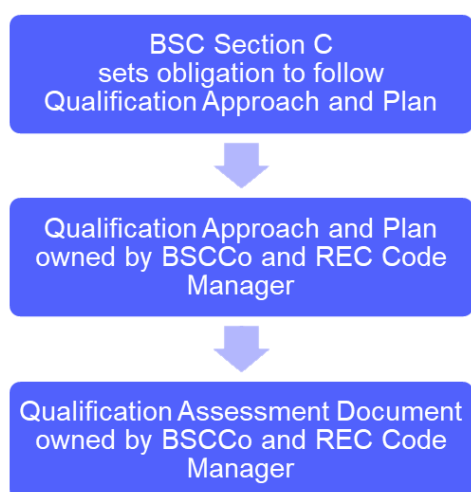 BSC Section C
sets obligation to follow
Qualification Approach and Plan
Qualification Approach and Plan
owned by BSCCo and REC Code
Manager
Qualification Assessment Document
owned by BSCCo and REC Code
Manager